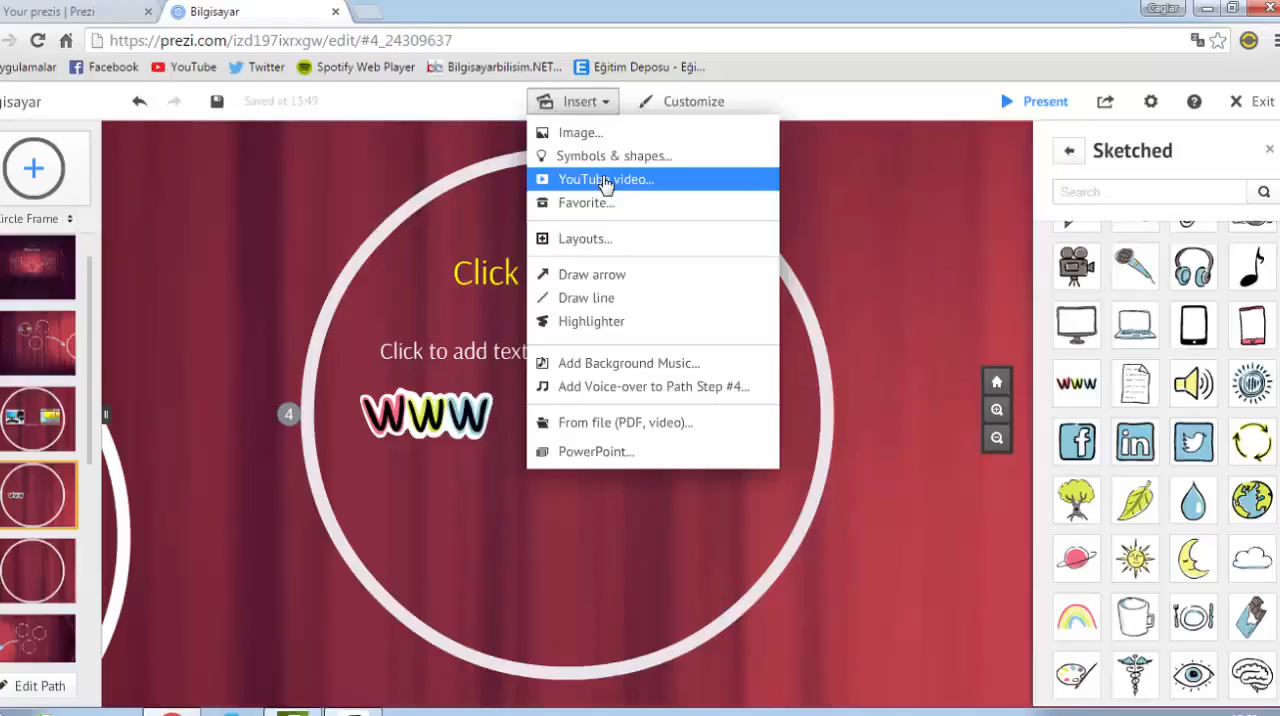 Your prezis | Prezi
Bilgisayar
Caglar
https://prezi.com/izd197ixrxgw/edit/#4_24309637
ygulamalar
Facebook
YouTube
Twitter
Spotify Web Player
Bilgisayarbilisim.NET...
Eğitim Deposu - Eği...
gisayar
Saved at 13:49
Insert
Customize
Present
Exit
Image...
Symbols & shapes...
YouTube video...
Favorite...
Layouts...
Draw arrow
Draw line
Highlighter
Add Background Music...
Add Voice-over to Path Step #4...
From file (PDF, video)...
PowerPoint...
Sketched
Search
ircle Frame
Click
Click to add text
www
4
www
Edit Path